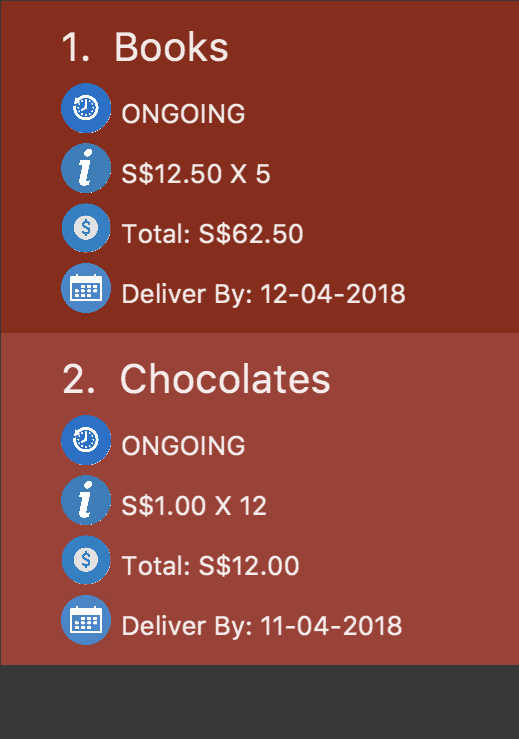 1. Books
ONGOING
S$12.50 X 5
Total: S$62.50
Deliver By: 12-04-2018
2. Chocolates
ONGOING
S$1.00 X 12
Total: S$12.00
Deliver By: 11-04-2018